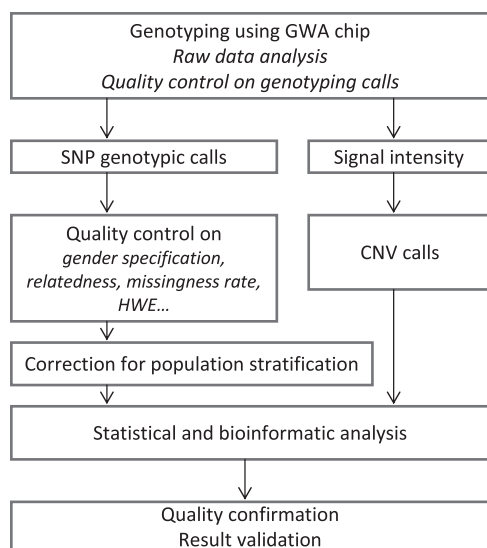 Genotyping using GWA chip
Raw data analysis
Quality control on genotyping calls
SNP genotypic calls
Signal intensity
Quality control on
gender specification,
relatedness, missingness rate,
HWE...
CNV calls
Correction for population stratification
Statistical and bioinformatic analysis
Quality confirmation
Result validation